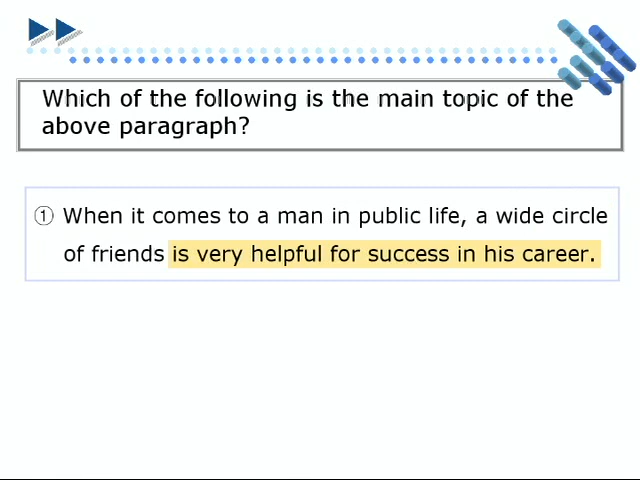 Which of the following is the main topic of the
above paragraph?
① When it comes to a man in public life, a wide circle
of friends is very helpful for success in his career.